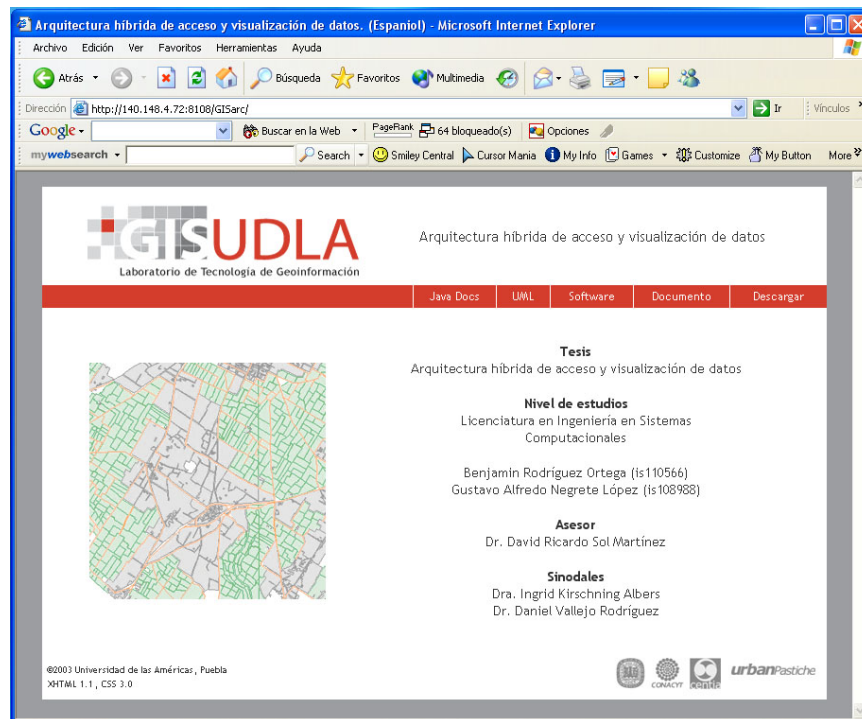 Arquitectura híbrida de acceso y visualización de datos. (Espaniol) - Microsoft Internet Explorer
Archivo Edición Ver Favoritos Herramientas Ayuda
Atrás Búsqueda Favoritos Multimedia
Dirección http://140.148.4.72:8108/GISarc/ Ir Vínculos
Google Buscar en la Web PageRank 64 bloqueado(s) Opciones
mywebsearch Search Smiley Central Cursor Mania My Info Games Customize My Button More
GISUDLA
Laboratorio de Tecnología de Geoinformación
Arquitectura híbrida de acceso y visualización de datos
Java Docs UML Software Documento Descargar
Tesis
Arquitectura híbrida de acceso y visualización de datos
Nivel de estudios
Licenciatura en Ingeniería en Sistemas
Computacionales
Benjamin Rodríguez Ortega (is110566)
Gustavo Alfredo Negrete López (is108988)
Asesor
Dr. David Ricardo Sol Martínez
Sinodales
Dra. Ingrid Kirschning Albers
Dr. Daniel Vallejo Rodríguez
©2003 Universidad de las Américas, Puebla
XHTML 1.1, CSS 3.0
CONACYT centia urbanPastiche